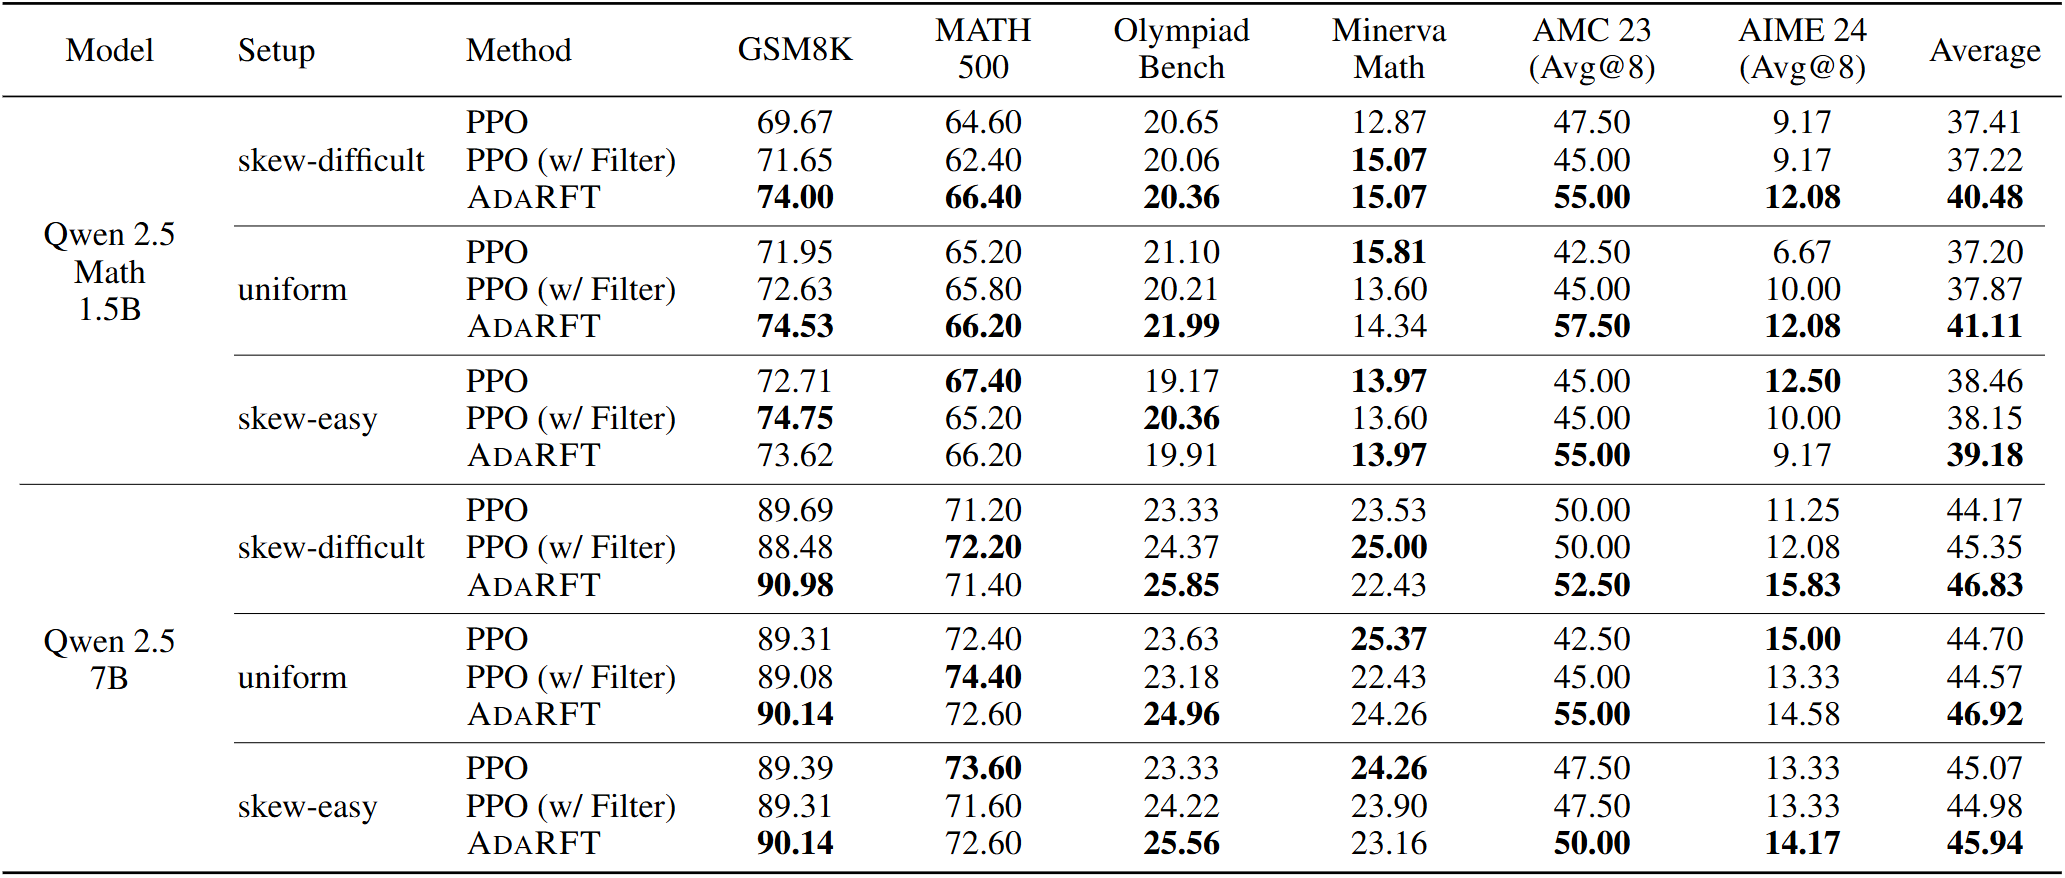 Model Setup Method GSM8K MATH 500 Olympiad Bench Minerva Math AMC 23 (Avg@8) AIME 24 (Avg@8) Average
Qwen 2.5 Math 1.5B
skew-difficult
PPO 69.67 64.60 20.65 12.87 47.50 9.17 37.41
PPO (w/ Filter) 71.65 62.40 20.06 15.07 45.00 9.17 37.22
ADARFT 74.00 66.40 20.36 15.07 55.00 12.08 40.48
uniform
PPO 71.95 65.20 21.10 15.81 42.50 6.67 37.20
PPO (w/ Filter) 72.63 65.80 20.21 13.60 45.00 10.00 37.87
ADARFT 74.53 66.20 21.99 14.34 57.50 12.08 41.11
skew-easy
PPO 72.71 67.40 19.17 13.97 45.00 12.50 38.46
PPO (w/ Filter) 74.75 65.20 20.36 13.60 45.00 10.00 38.15
ADARFT 73.62 66.20 19.91 13.97 55.00 9.17 39.18
Qwen 2.5 7B
skew-difficult
PPO 89.69 71.20 23.33 23.53 50.00 11.25 44.17
PPO (w/ Filter) 88.48 72.20 24.37 25.00 50.00 12.08 45.35
ADARFT 90.98 71.40 25.85 22.43 52.50 15.83 46.83
uniform
PPO 89.31 72.40 23.63 25.37 42.50 15.00 44.70
PPO (w/ Filter) 89.08 74.40 23.18 22.43 45.00 13.33 44.57
ADARFT 90.14 72.60 24.96 24.26 55.00 14.58 46.92
skew-easy
PPO 89.39 73.60 23.33 24.26 47.50 13.33 45.07
PPO (w/ Filter) 89.31 71.60 24.22 23.90 47.50 13.33 44.98
ADARFT 90.14 72.60 25.56 23.16 50.00 14.17 45.94